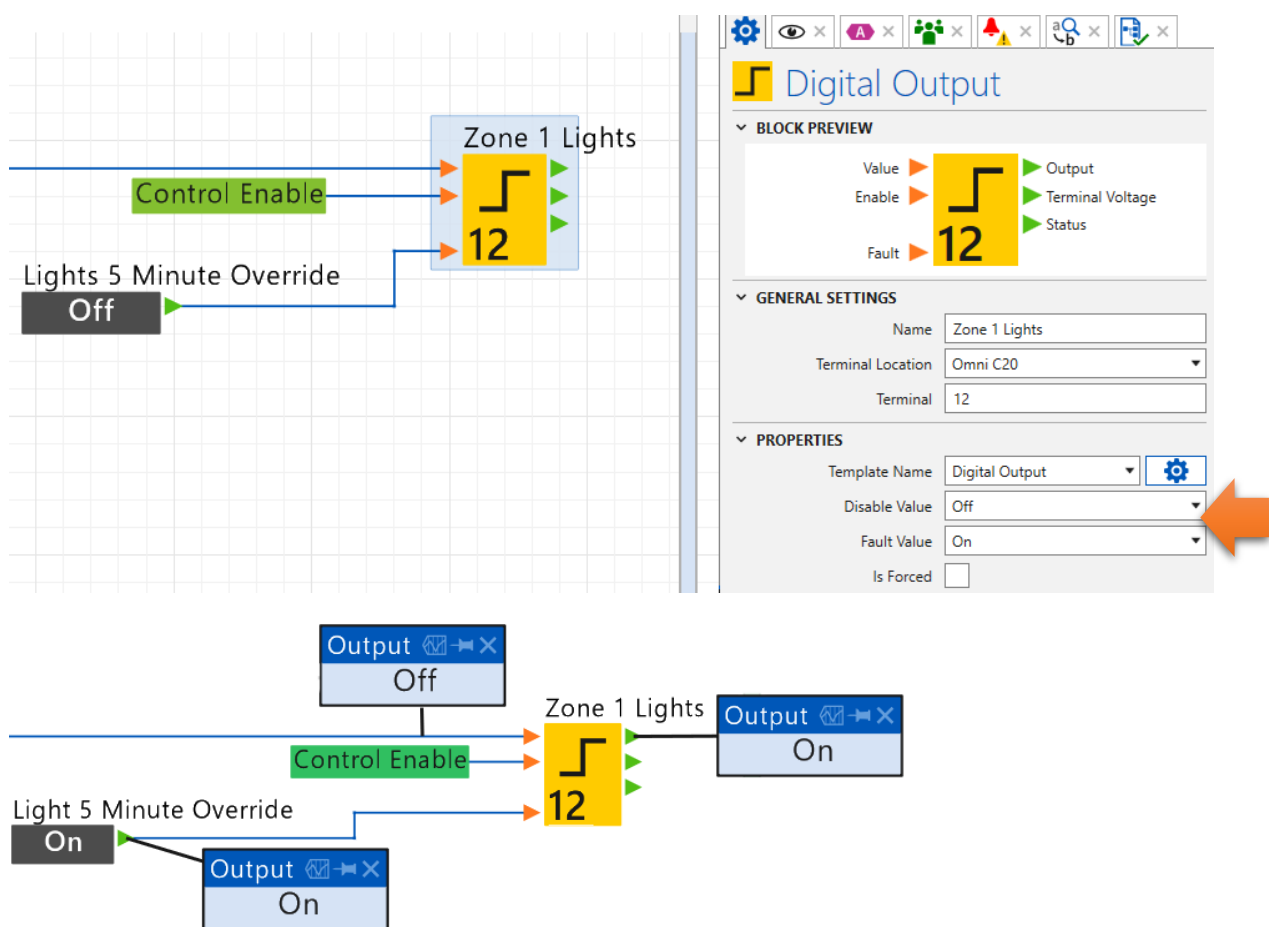 Zone 1 Lights
Control Enable
12
Lights 5 Minute Override
Off
A
a
b
Digital Output
BLOCK PREVIEW
Value
Output
Enable
Terminal Voltage
Status
Fault
12
GENERAL SETTINGS
Name
Zone 1 Lights
Terminal Location
Omni C20
Terminal
12
PROPERTIES
Template Name
Digital Output
Disable Value
Off
Fault Value
On
Is Forced
Output
Off
Zone 1 Lights
Output
On
Control Enable
12
Light 5 Minute Override
On
Output
On